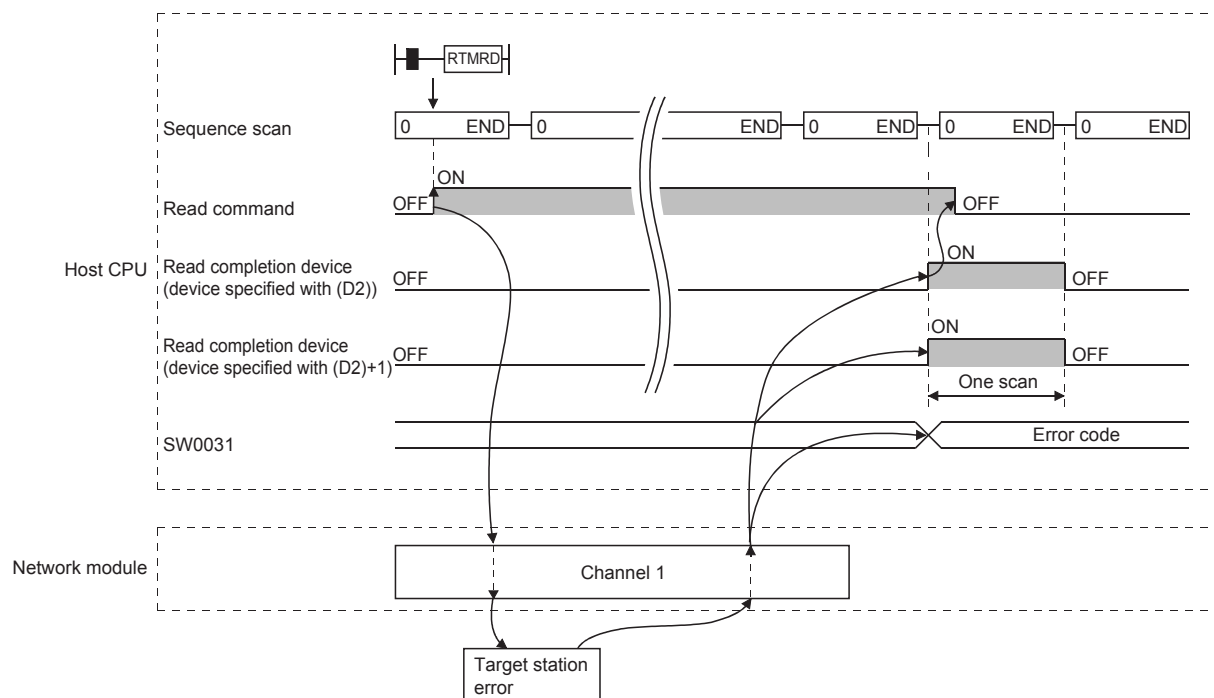 RTMRD
Sequence scan
0 END 0 END 0 END 0 END 0 END
ON
Read command
OFF OFF
Host CPU
Read completion device
(device specified with (D2))
ON
OFF OFF
Read completion device
(device specified with (D2)+1)
ON
OFF OFF
One scan
SW0031
Error code
Network module
Channel 1
Target station
error